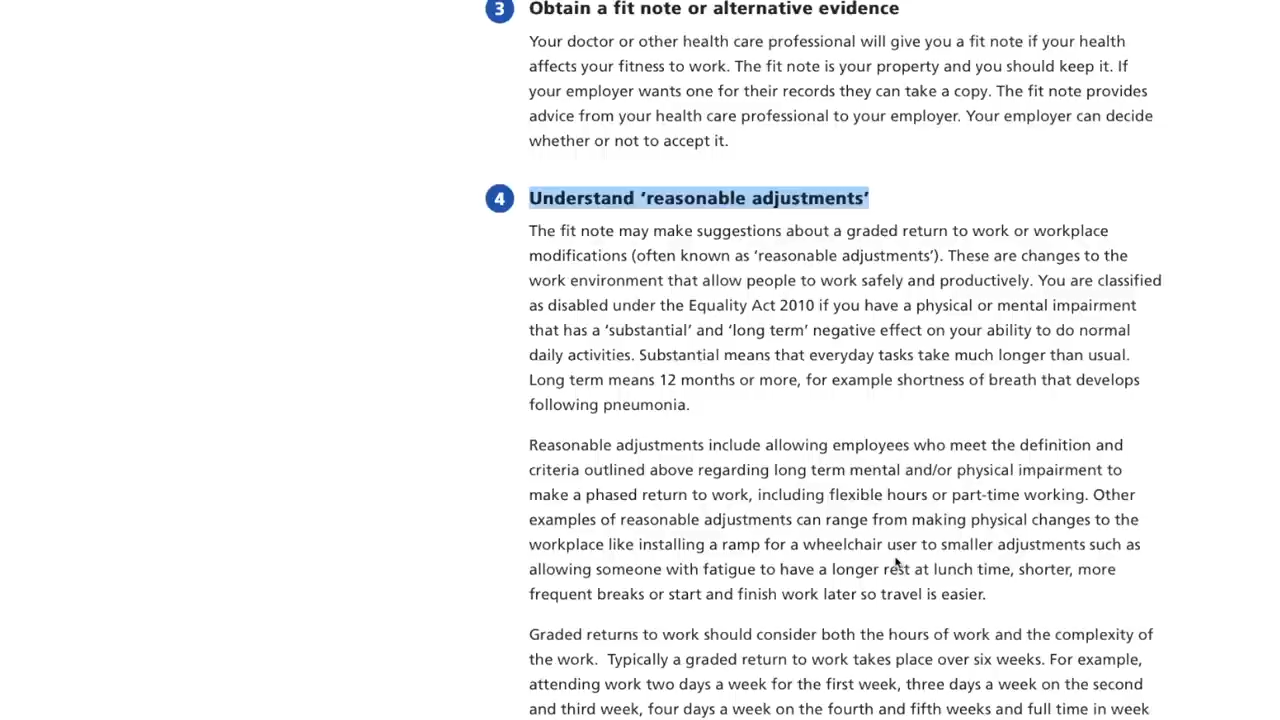 3 Obtain a fit note or alternative evidence
Your doctor or other health care professional will give you a fit note if your health
affects your fitness to work. The fit note is your property and you should keep it. If
your employer wants one for their records they can take a copy. The fit note provides
advice from your health care professional to your employer. Your employer can decide
whether or not to accept it.
4 Understand ‘reasonable adjustments’
The fit note may make suggestions about a graded return to work or workplace
modifications (often known as ‘reasonable adjustments’). These are changes to the
work environment that allow people to work safely and productively. You are classified
as disabled under the Equality Act 2010 if you have a physical or mental impairment
that has a ‘substantial’ and ‘long term’ negative effect on your ability to do normal
daily activities. Substantial means that everyday tasks take much longer than usual.
Long term means 12 months or more, for example shortness of breath that develops
following pneumonia.
Reasonable adjustments include allowing employees who meet the definition and
criteria outlined above regarding long term mental and/or physical impairment to
make a phased return to work, including flexible hours or part-time working. Other
examples of reasonable adjustments can range from making physical changes to the
workplace like installing a ramp for a wheelchair user to smaller adjustments such as
allowing someone with fatigue to have a longer rest at lunch time, shorter, more
frequent breaks or start and finish work later so travel is easier.
Graded returns to work should consider both the hours of work and the complexity of
the work. Typically a graded return to work takes place over six weeks. For example,
attending work two days a week for the first week, three days a week on the second
and third week, four days a week on the fourth and fifth weeks and full time in week